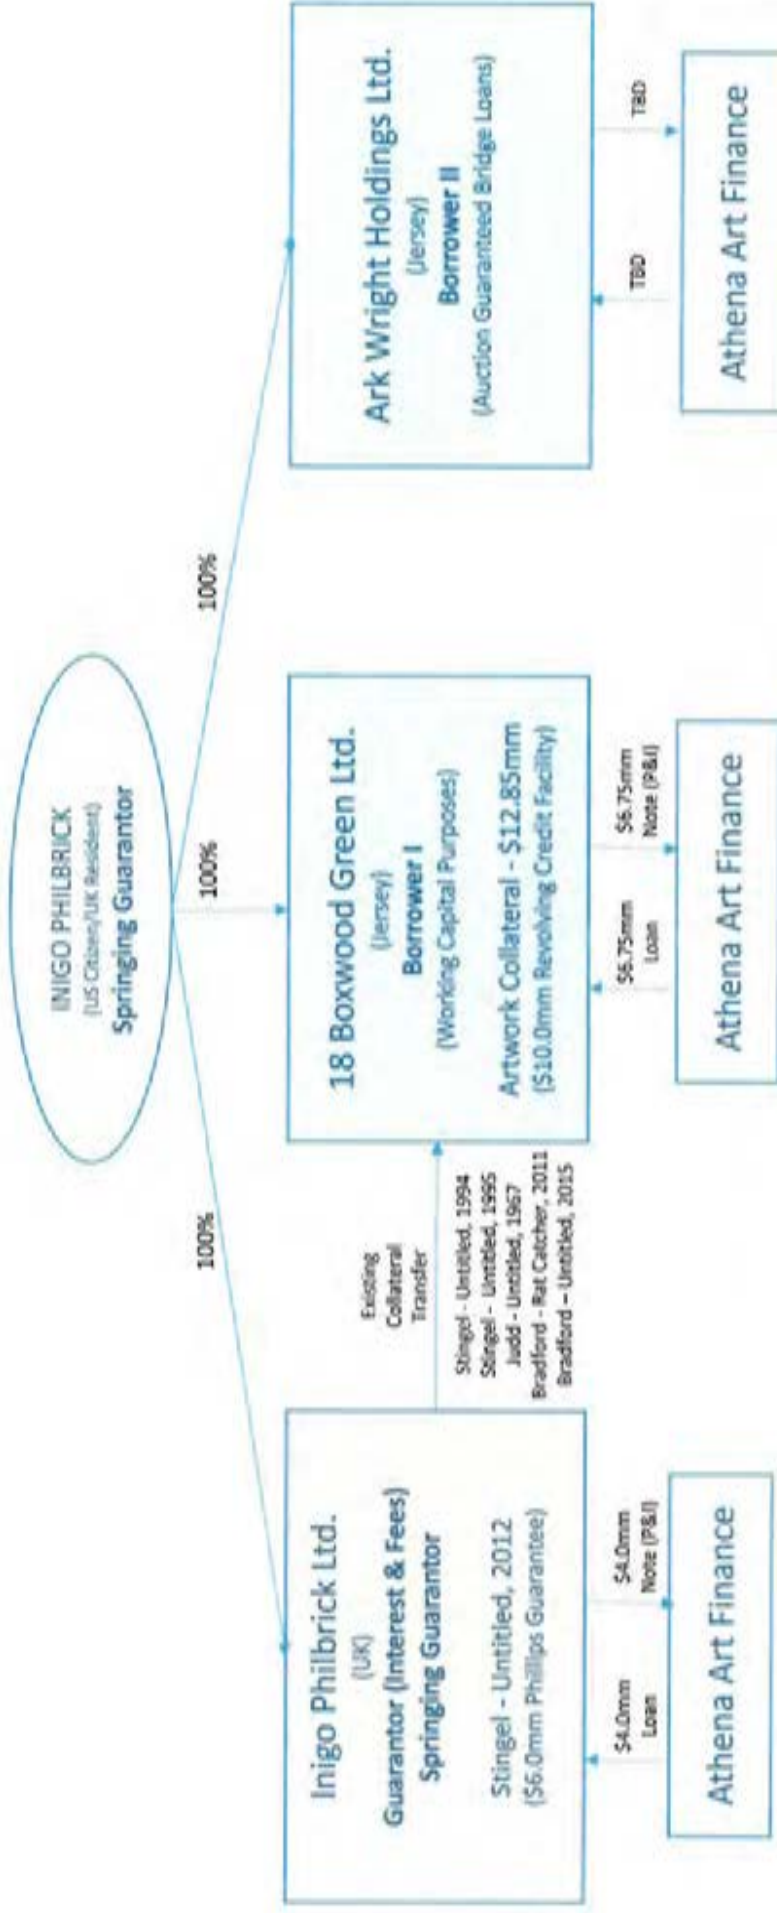 INIGO PHILBRICK
(US Citizen/UK Resident)
Springing Guarantor
100%
100%
100%
Inigo Philbrick Ltd.
(UK)
Guarantor (Interest & Fees)
Springing Guarantor
Stingel - Untitled, 2012
($6.0mm Phillips Guarantee)
Existing
Collateral
Transfer
Stingel - Untitled, 1994
Stingel - Untitled, 1995
Judd - Untitled, 1967
Bradford - Rat Catcher, 2011
Bradford – Untitled, 2015
18 Boxwood Green Ltd.
(Jersey)
Borrower I
(Working Capital Purposes)
Artwork Collateral - $12.85mm
($10.0mm Revolving Credit Facility)
Ark Wright Holdings Ltd.
(Jersey)
Borrower II
(Auction Guaranteed Bridge Loans)
$4.0mm
Loan
$4.0mm
Note (P&I)
$6.75mm
Loan
$6.75mm
Note (P&I)
TBD
TBD
Athena Art Finance
Athena Art Finance
Athena Art Finance